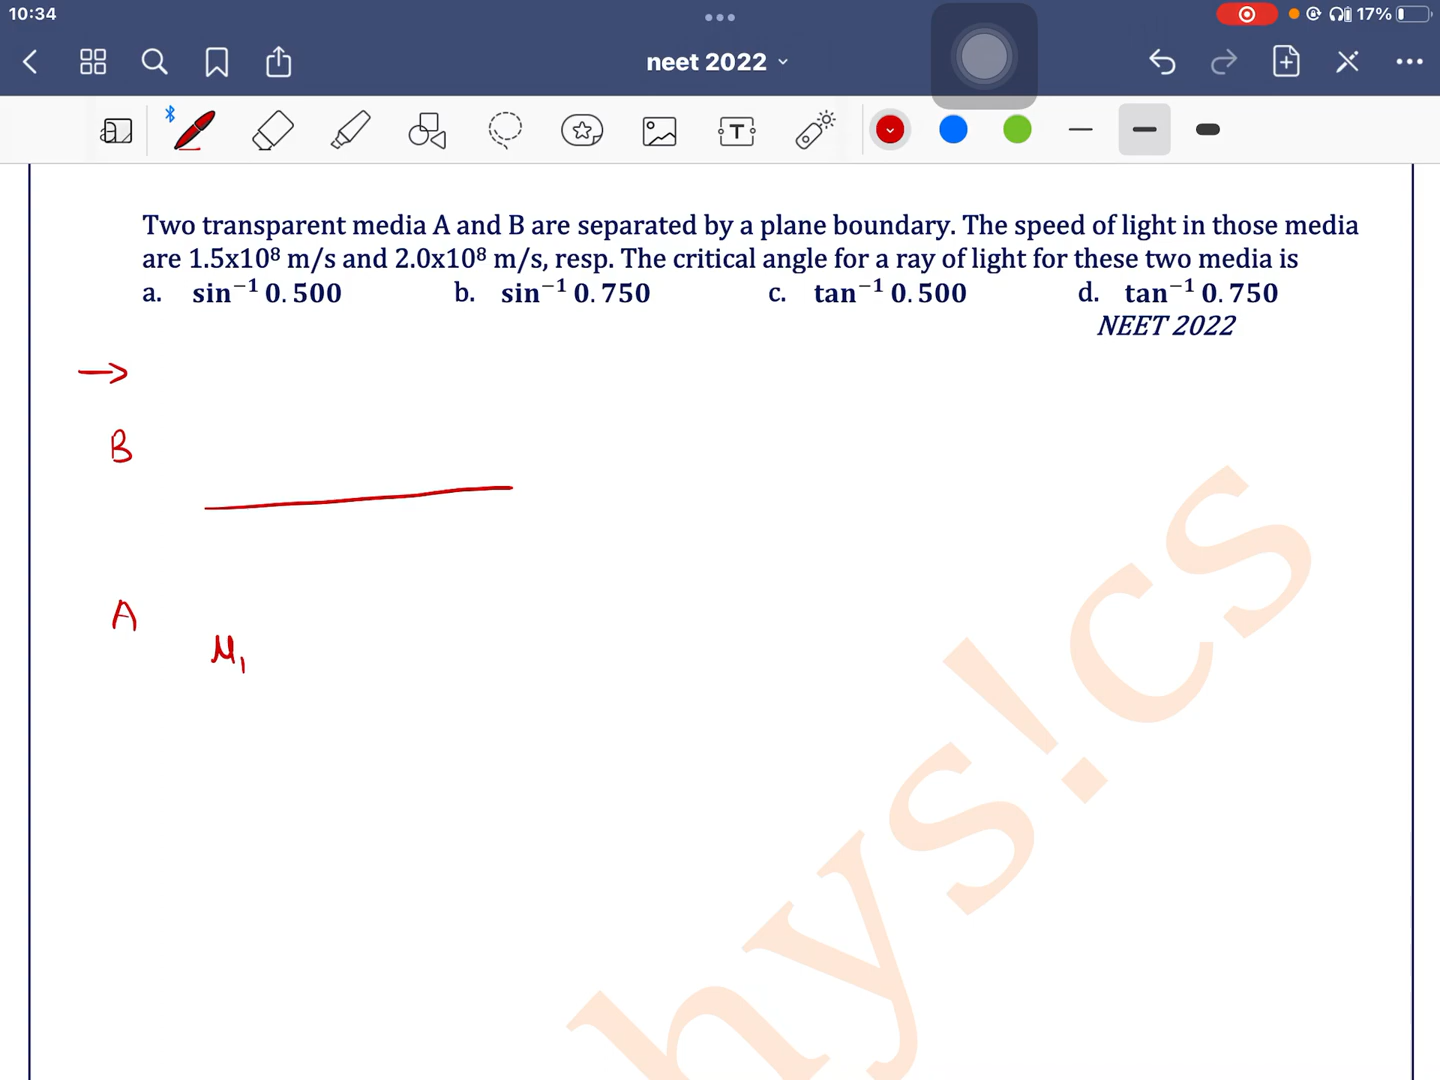 10:34
17%
neet 2022
Two transparent media A and B are separated by a plane boundary. The speed of light in those media
are 1.5x10⁸ m/s and 2.0x10⁸ m/s, resp. The critical angle for a ray of light for these two media is
a. sin⁻¹ 0.500 b. sin⁻¹ 0.750 c. tan⁻¹ 0.500 d. tan⁻¹ 0.750
NEET 2022
→
B
A
μ₁
hys!cs